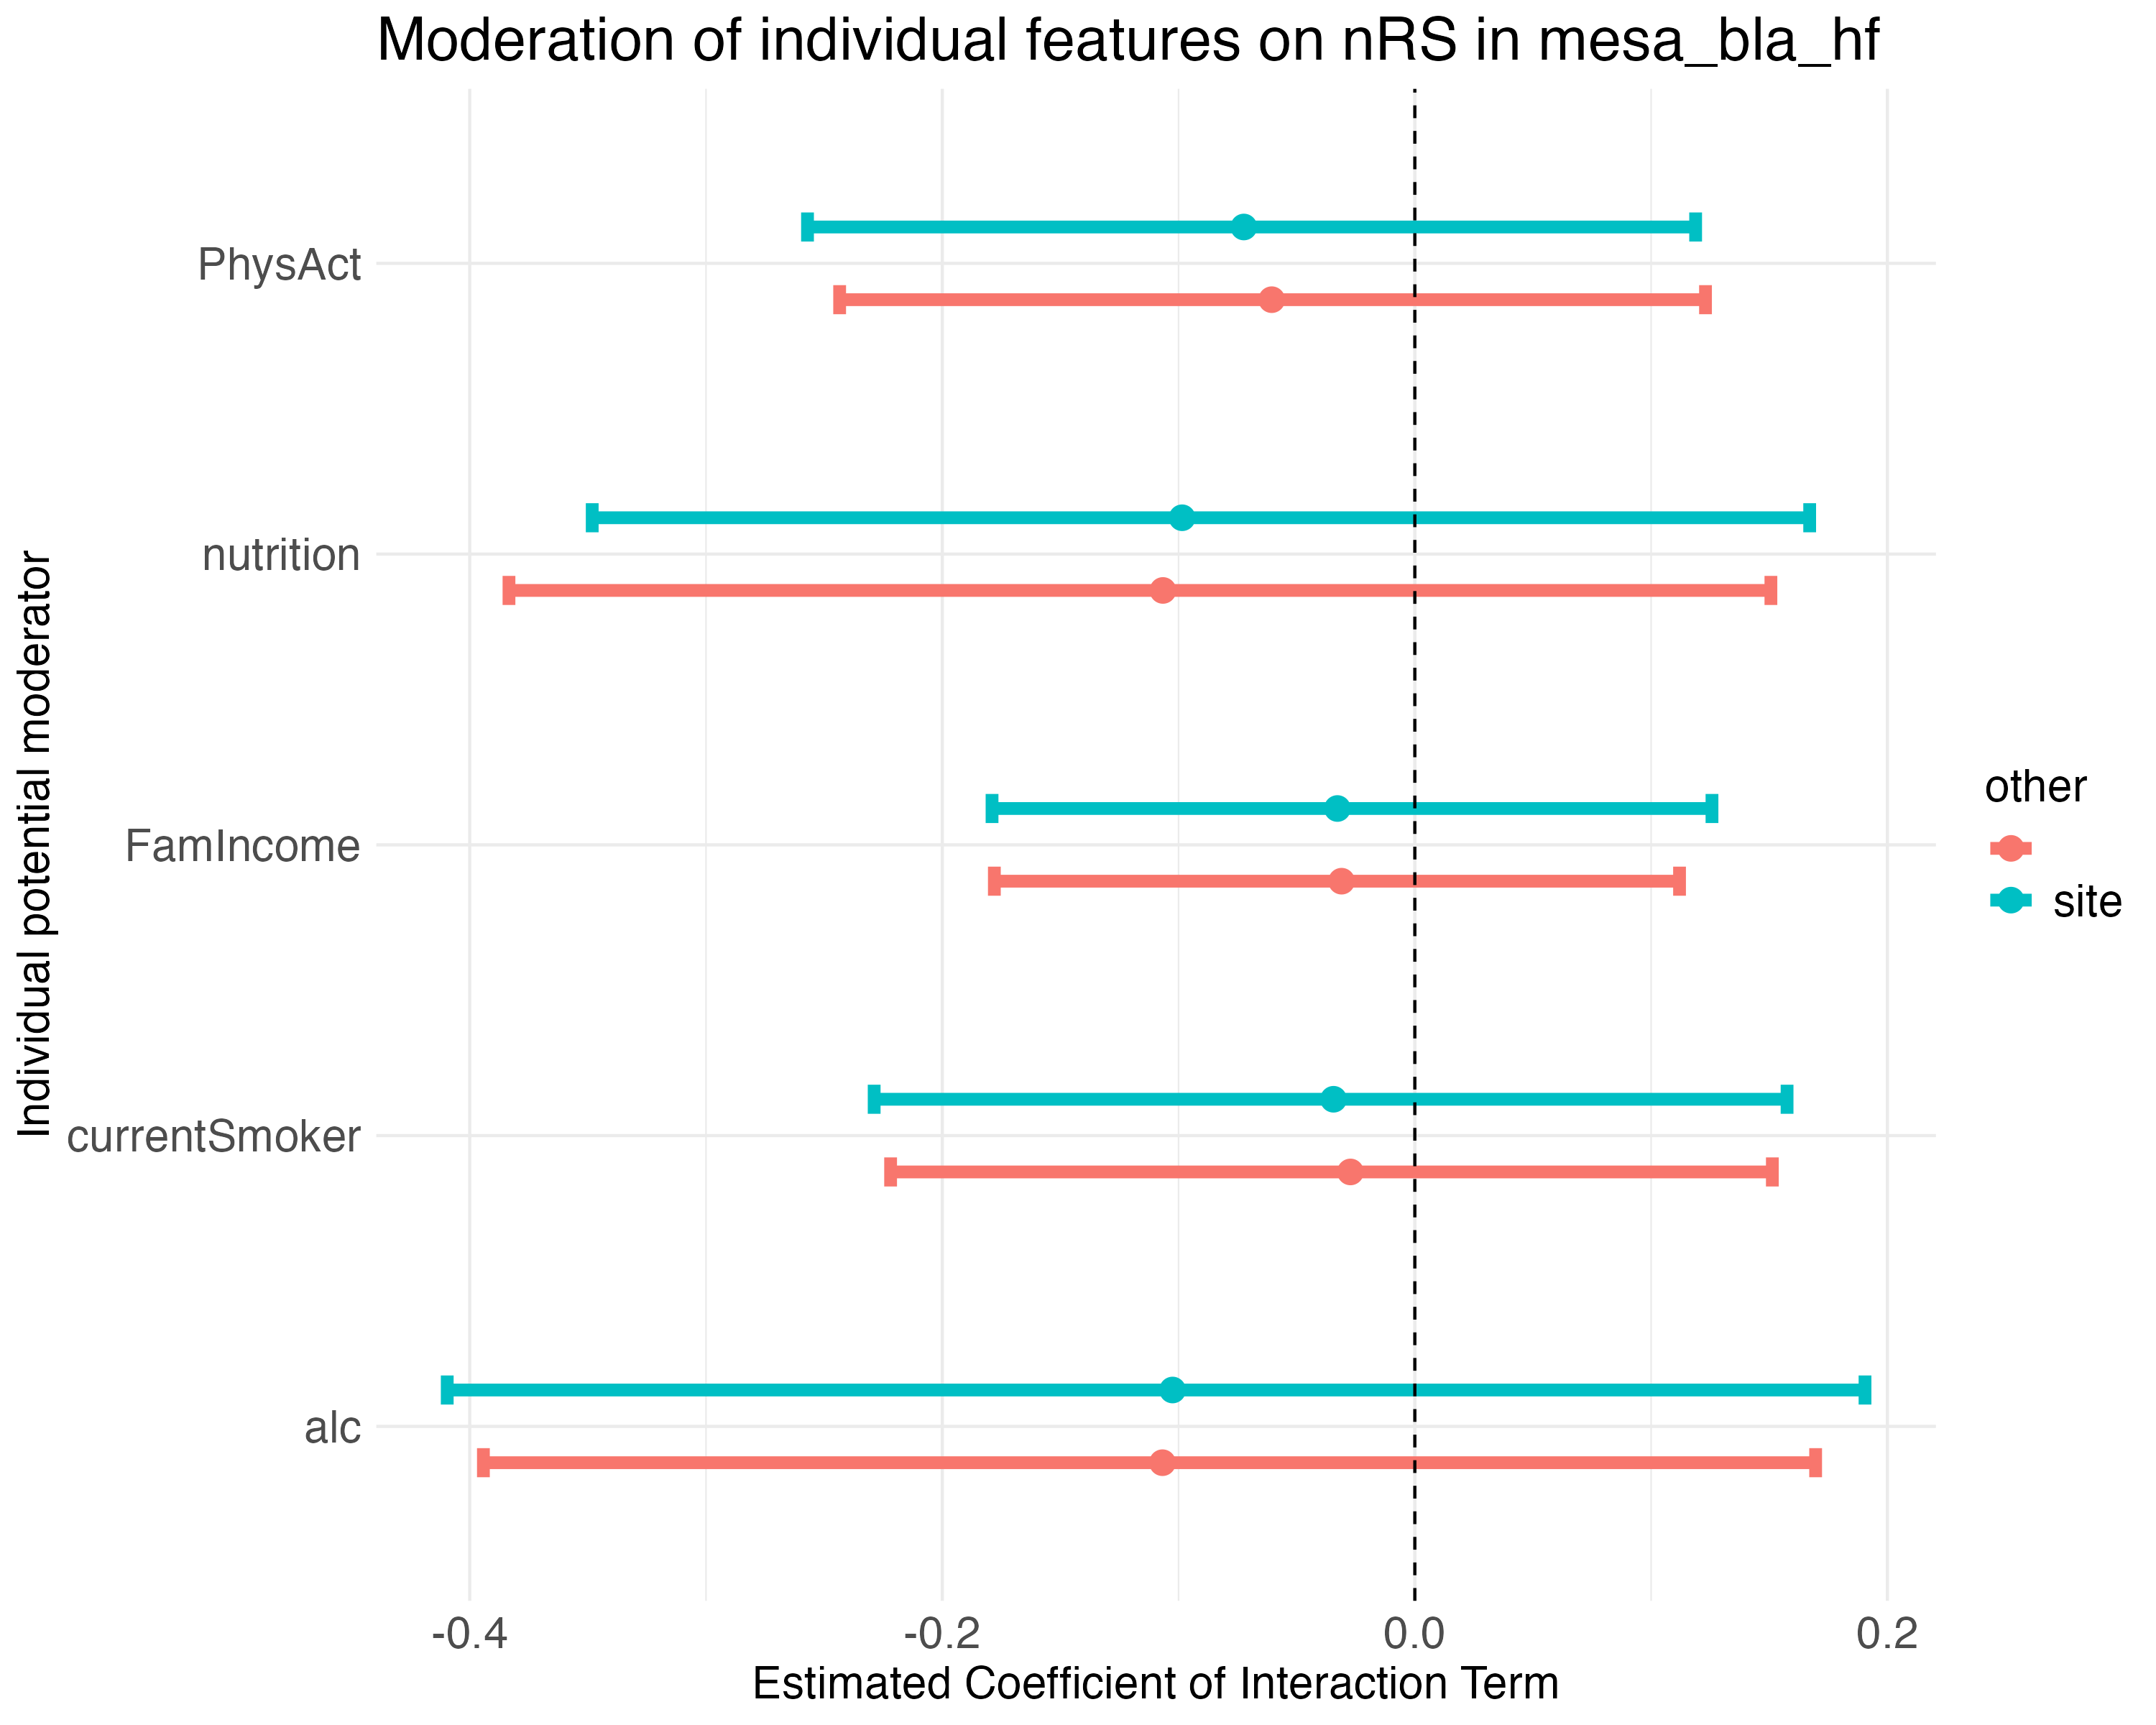 Moderation of individual features on nRS in mesa_bla_hf
Individual potential moderator
PhysAct
nutrition
FamIncome
currentSmoker
alc
-0.4
-0.2
0.0
0.2
Estimated Coefficient of Interaction Term
other
site